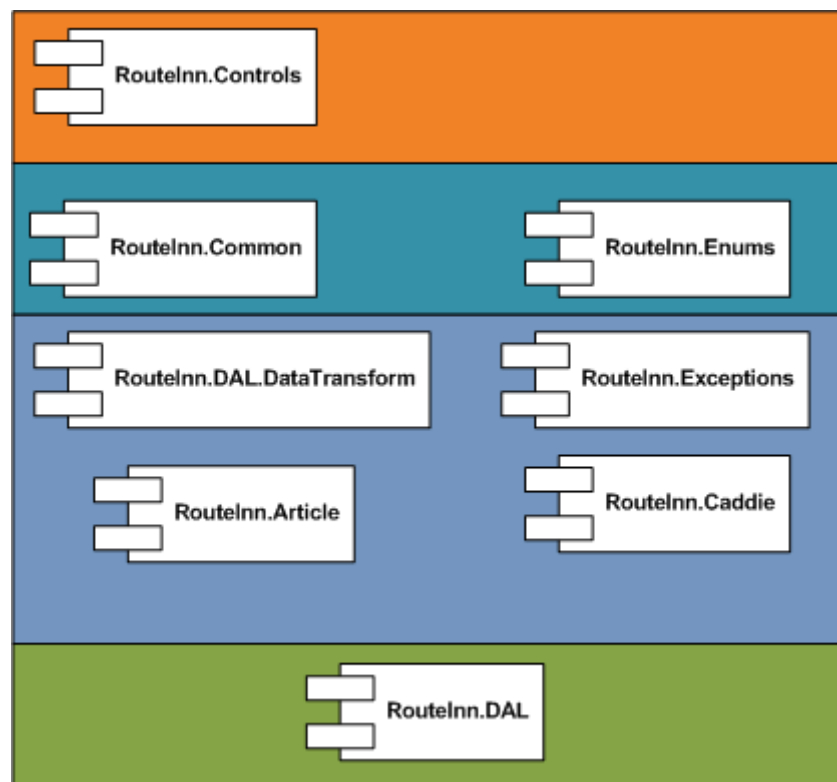 RouteInn.Controls
RouteInn.Common
RouteInn.Enums
RouteInn.DAL.DataTransform
RouteInn.Exceptions
RouteInn.Article
RouteInn.Caddie
RouteInn.DAL